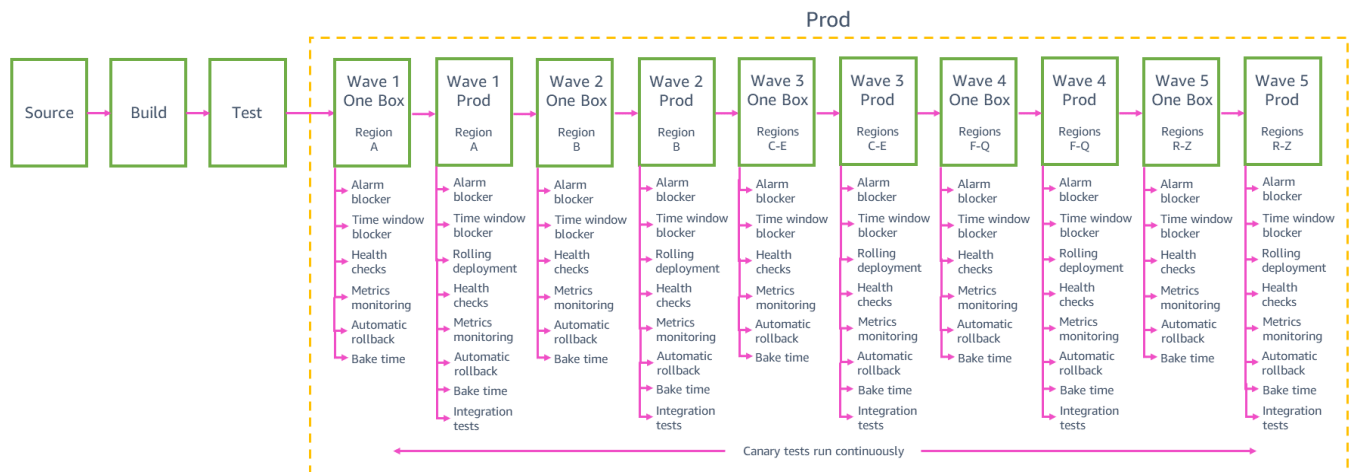 Prod
Source
Build
Test
Wave 1
One Box
Region
A
Wave 1
Prod
Region
A
Wave 2
One Box
Region
B
Wave 2
Prod
Region
B
Wave 3
One Box
Regions
C-E
Wave 3
Prod
Regions
C-E
Wave 4
One Box
Regions
F-Q
Wave 4
Prod
Regions
F-Q
Wave 5
One Box
Regions
R-Z
Wave 5
Prod
Regions
R-Z
Alarm
blocker
Time window
blocker
Health
checks
Metrics
monitoring
Automatic
rollback
Bake time
Alarm
blocker
Time window
blocker
Rolling
deployment
Health
checks
Metrics
monitoring
Automatic
rollback
Bake time
Integration
tests
Alarm
blocker
Time window
blocker
Health
checks
Metrics
monitoring
Automatic
rollback
Bake time
Alarm
blocker
Time window
blocker
Rolling
deployment
Health
checks
Metrics
monitoring
Automatic
rollback
Bake time
Integration
tests
Alarm
blocker
Time window
blocker
Health
checks
Metrics
monitoring
Automatic
rollback
Bake time
Alarm
blocker
Time window
blocker
Rolling
deployment
Health
checks
Metrics
monitoring
Automatic
rollback
Bake time
Integration
tests
Alarm
blocker
Time window
blocker
Health
checks
Metrics
monitoring
Automatic
rollback
Bake time
Alarm
blocker
Time window
blocker
Rolling
deployment
Health
checks
Metrics
monitoring
Automatic
rollback
Bake time
Integration
tests
Alarm
blocker
Time window
blocker
Health
checks
Metrics
monitoring
Automatic
rollback
Bake time
Alarm
blocker
Time window
blocker
Rolling
deployment
Health
checks
Metrics
monitoring
Automatic
rollback
Bake time
Integration
tests
Canary tests run continuously